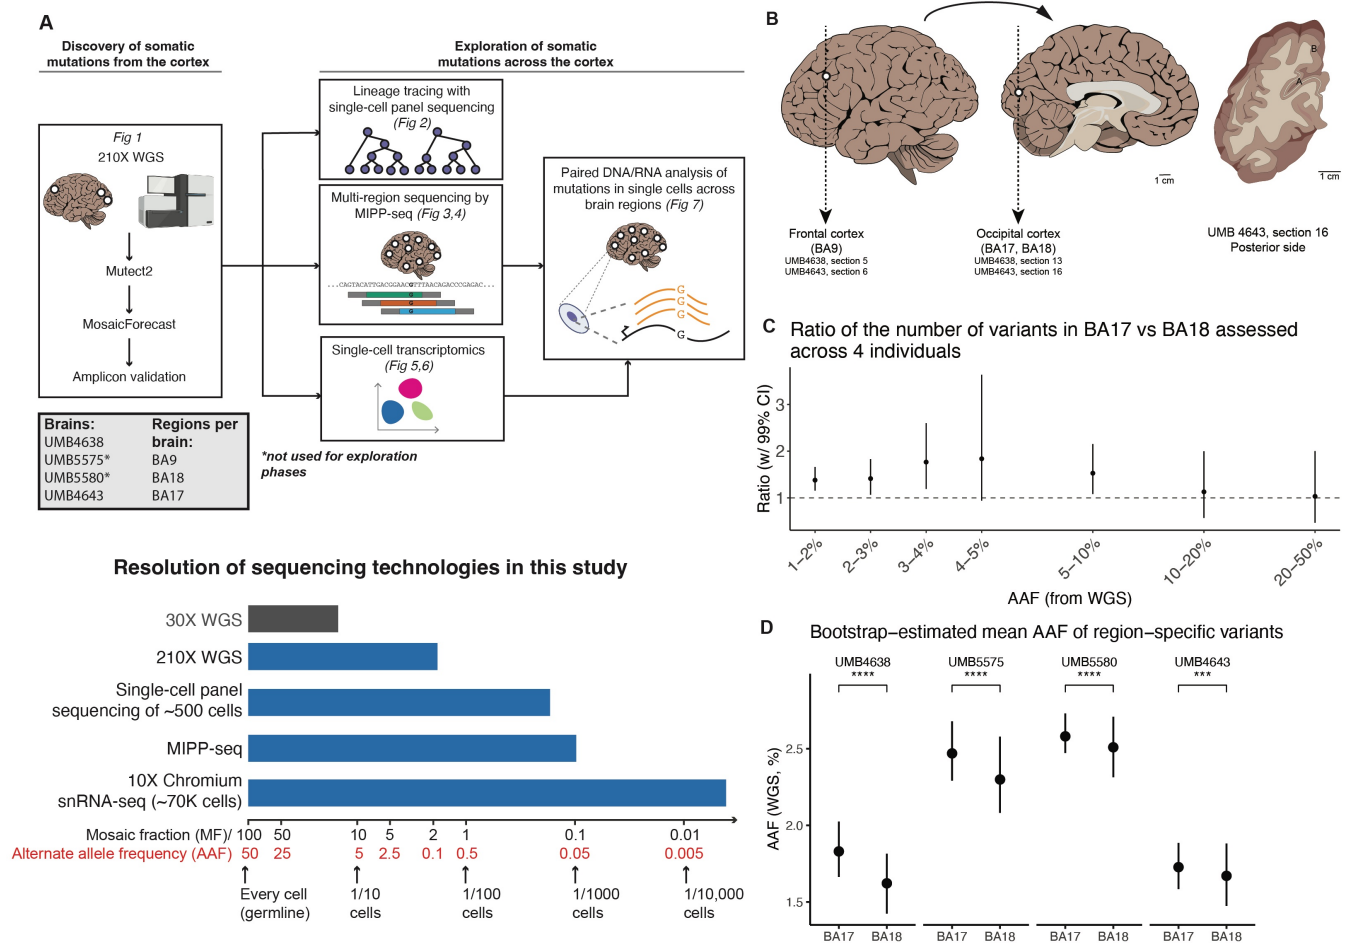 A
Discovery of somatic
mutations from the cortex
Exploration of somatic
mutations across the cortex
Fig 1
210X WGS
Mutect2
MosaicForecast
Amplicon validation
Lineage tracing with
single-cell panel sequencing
(Fig 2)
Multi-region sequencing by
MIPP-seq (Fig 3,4)
...CAGTACATTGACGGAACGTTTAACAGACCCGAGAC...
G
G
G
Single-cell transcriptomics
(Fig 5,6)
Paired DNA/RNA analysis of
mutations in single cells across
brain regions (Fig 7)
G
G
G
G
Brains:
UMB4638
UMB5575*
UMB5580*
UMB4643
Regions per
brain:
BA9
BA18
BA17
*not used for exploration
phases
Resolution of sequencing technologies in this study
30X WGS
210X WGS
Single-cell panel
sequencing of ~500 cells
MIPP-seq
10X Chromium
snRNA-seq (~70K cells)
Mosaic fraction (MF)/ 100 50 10 5 2 1 0.1 0.01
Alternate allele frequency (AAF) 50 25 5 2.5 0.1 0.5 0.05 0.005
Every cell
(germline)
1/10
cells
1/100
cells
1/1000
cells
1/10,000
cells
B
Frontal cortex
(BA9)
UMB4638, section 5
UMB4643, section 6
Occipital cortex
(BA17, BA18)
UMB4638, section 13
UMB4643, section 16
1 cm
B
A
1 cm
UMB 4643, section 16
Posterior side
C
Ratio of the number of variants in BA17 vs BA18 assessed
across 4 individuals
Ratio (w/ 99% CI)
3
2
1
1–2% 2–3% 3–4% 4–5% 5–10% 10–20% 20–50%
AAF (from WGS)
D
Bootstrap–estimated mean AAF of region–specific variants
UMB4638 UMB5575 UMB5580 UMB4643
**** **** **** ***
AAF (WGS, %)
2.5
2.0
1.5
BA17 BA18 BA17 BA18 BA17 BA18 BA17 BA18